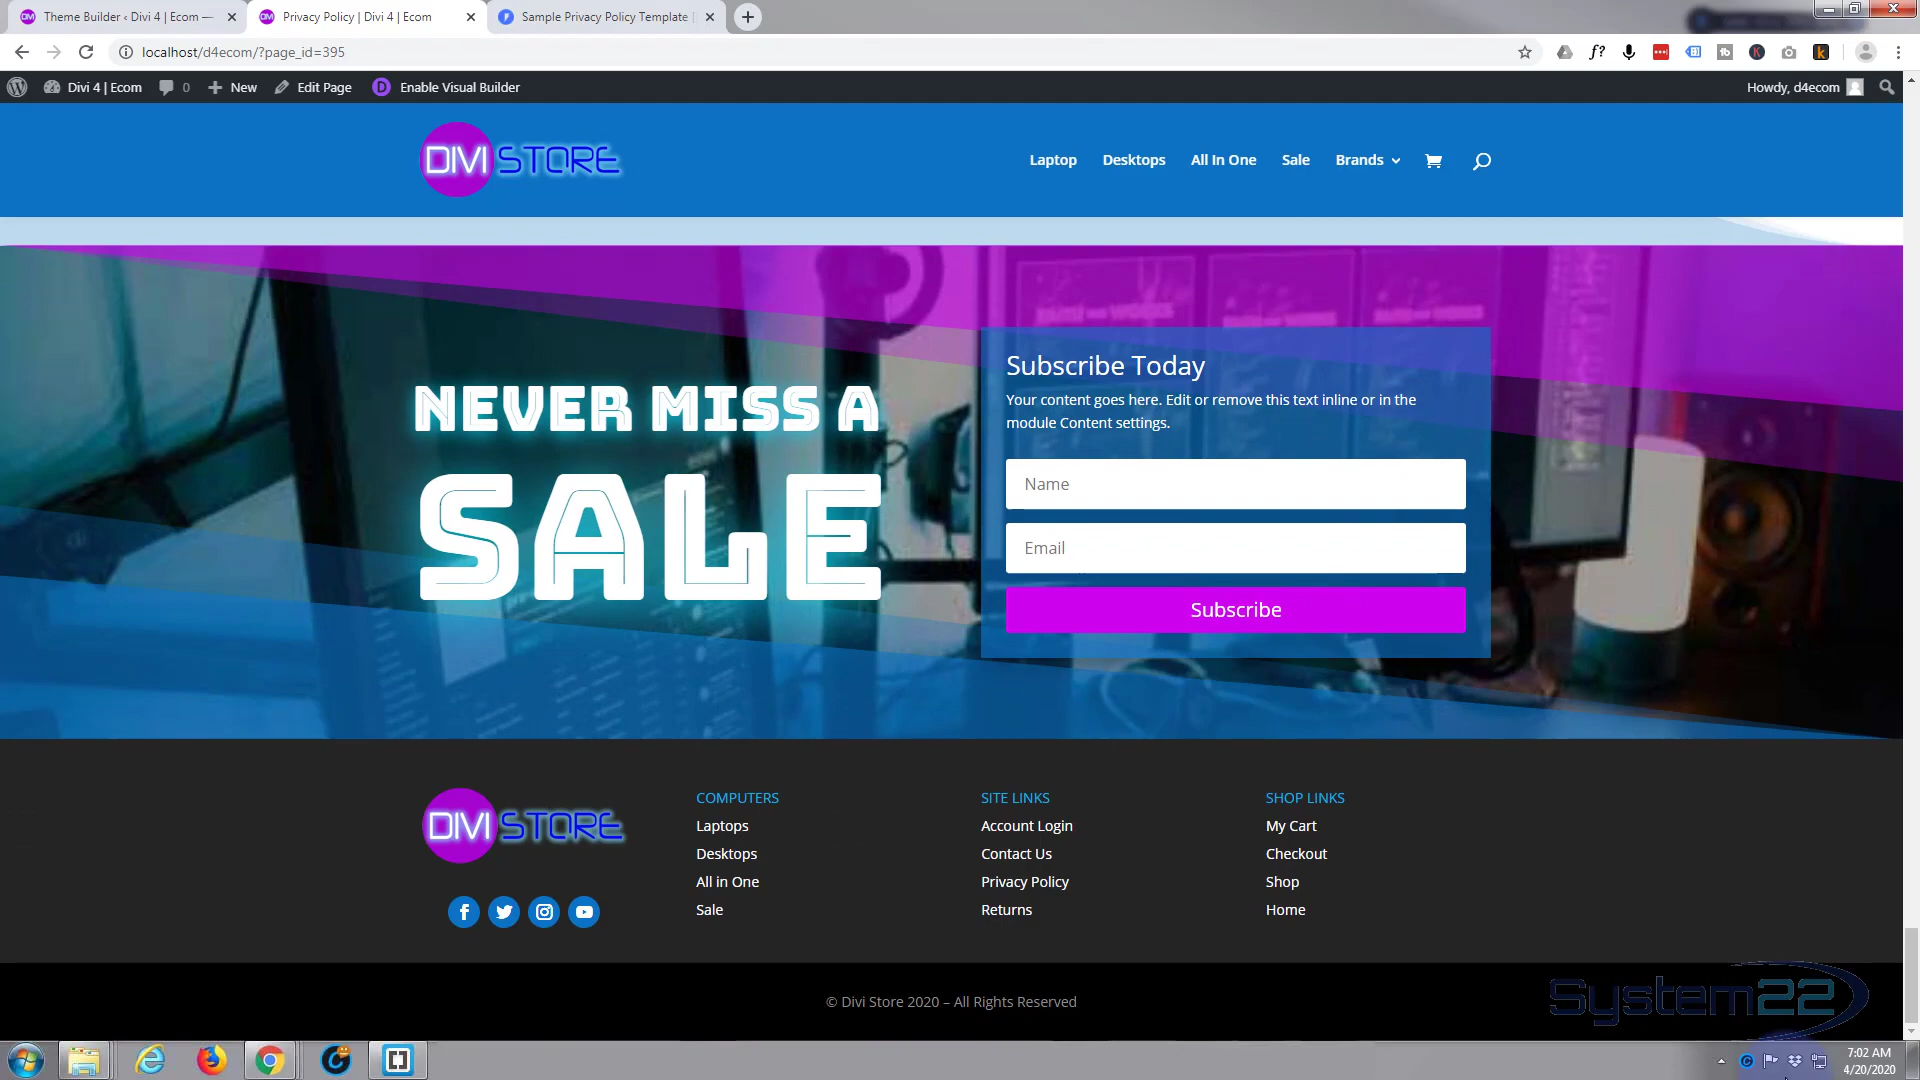 Theme Builder ‹ Divi 4 | Ecom —
Privacy Policy | Divi 4 | Ecom
Sample Privacy Policy Template
localhost/d4ecom/?page_id=395
Divi 4 | Ecom
0
New
Edit Page
Enable Visual Builder
Howdy, d4ecom
DIVI STORE
Laptop
Desktops
All In One
Sale
Brands
NEVER MISS A
SALE
Subscribe Today
Your content goes here. Edit or remove this text inline or in the
module Content settings.
Name
Email
Subscribe
DIVI STORE
COMPUTERS
Laptops
Desktops
All in One
Sale
SITE LINKS
Account Login
Contact Us
Privacy Policy
Returns
SHOP LINKS
My Cart
Checkout
Shop
Home
© Divi Store 2020 – All Rights Reserved
System22
7:02 AM
4/20/2020